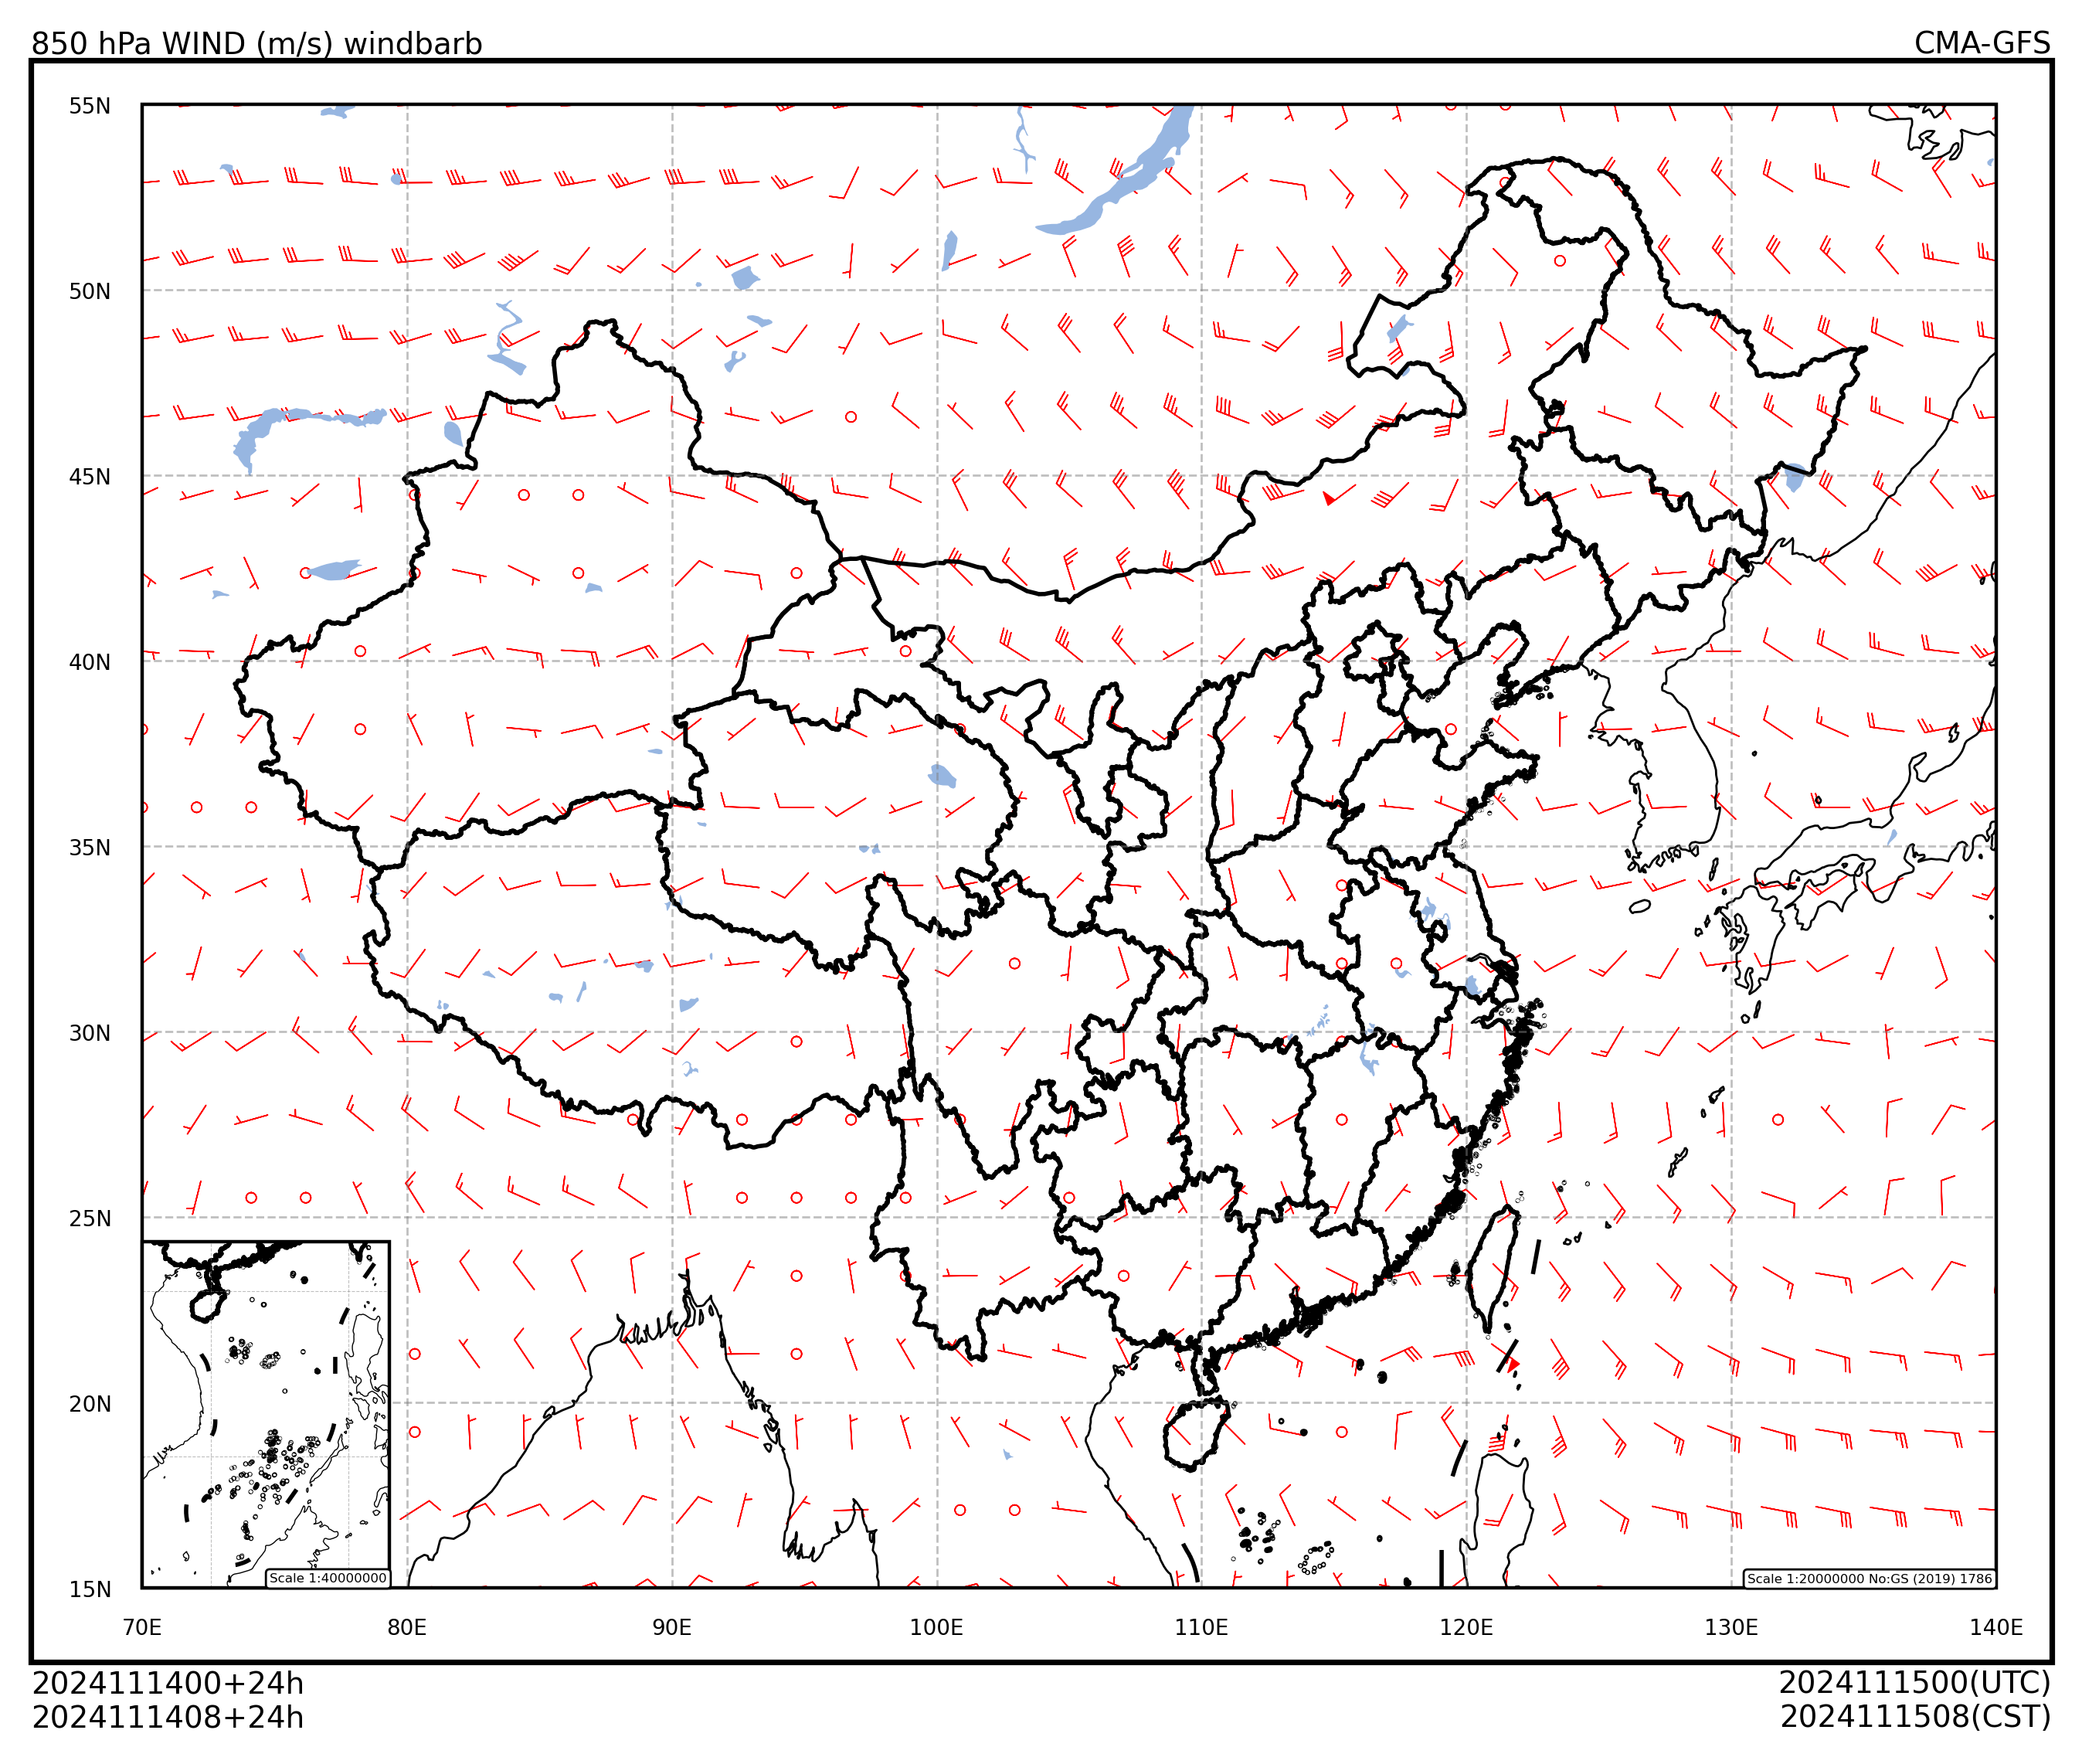 850 hPa WIND (m/s) windbarb
CMA-GFS
55N
50N
45N
40N
35N
30N
25N
20N
15N
Scale 1:40000000
Scale 1:20000000 No:GS (2019) 1786
70E 80E 90E 100E 110E 120E 130E 140E
2024111400+24h
2024111500(UTC)
2024111408+24h
2024111508(CST)